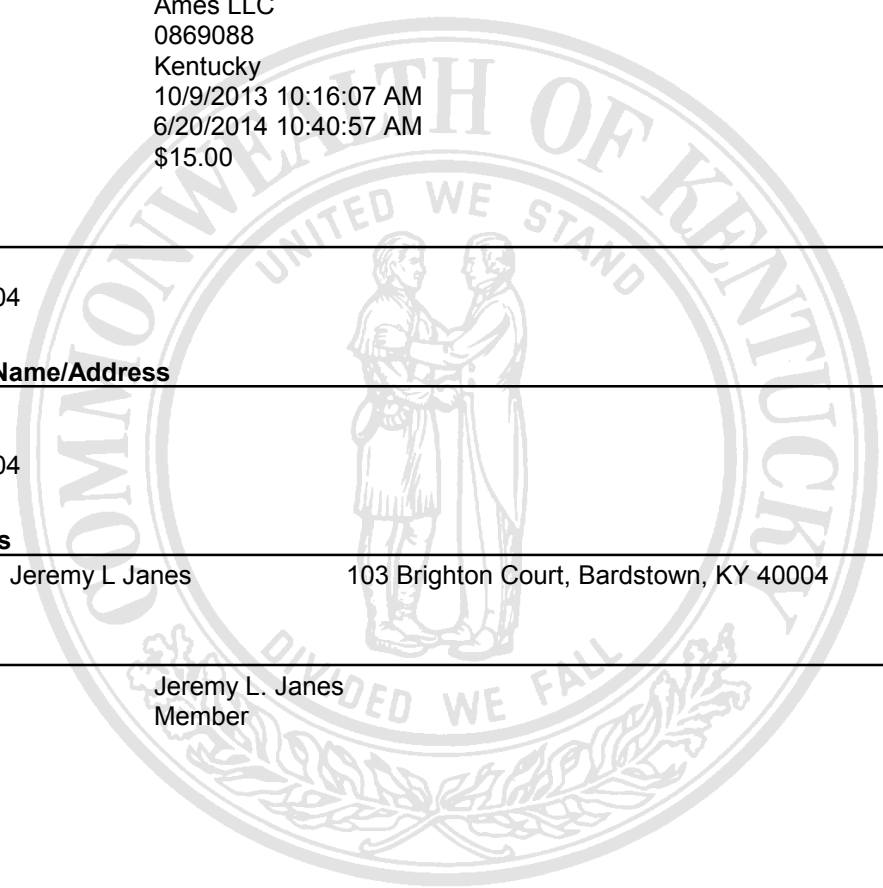 Ames LLC
0869088
Kentucky
10/9/2013 10:16:07 AM
6/20/2014 10:40:57 AM
$15.00
04
Name/Address
04
s
Jeremy L Janes 103 Brighton Court, Bardstown, KY 40004
Jeremy L. Janes
Member
COMMONWEALTH OF KENTUCKY
UNITED WE STAND
DIVIDED WE FALL